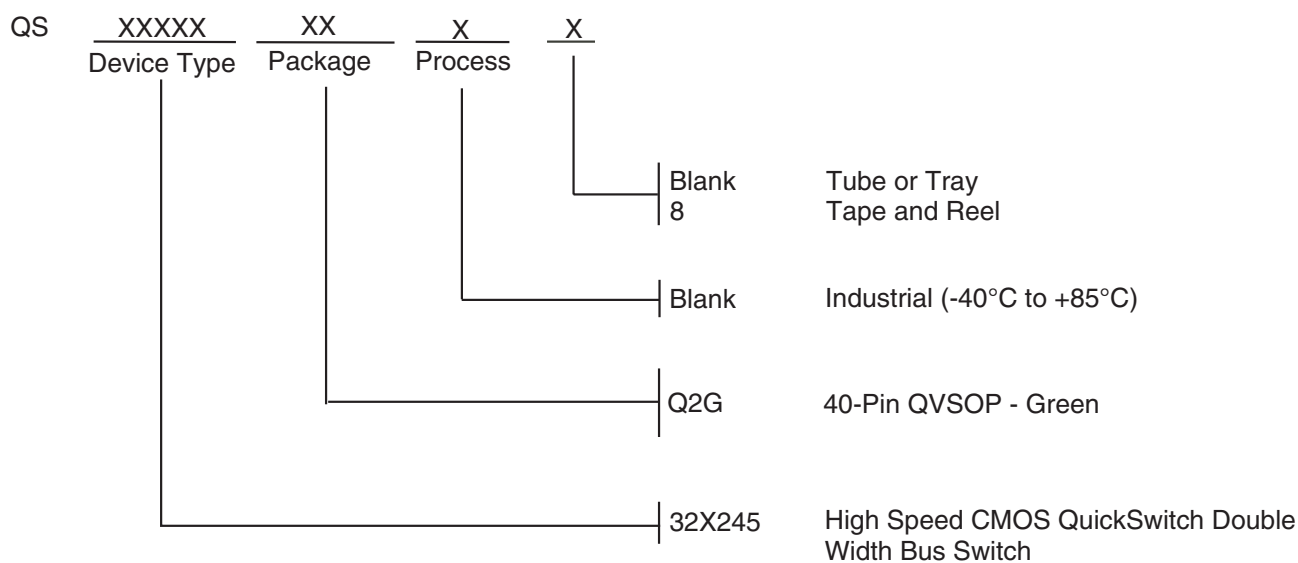 QS XXXXX XX X X
Device Type Package Process
Blank Tube or Tray
8 Tape and Reel
Blank Industrial (-40°C to +85°C)
Q2G 40-Pin QVSOP - Green
32X245 High Speed CMOS QuickSwitch Double
Width Bus Switch